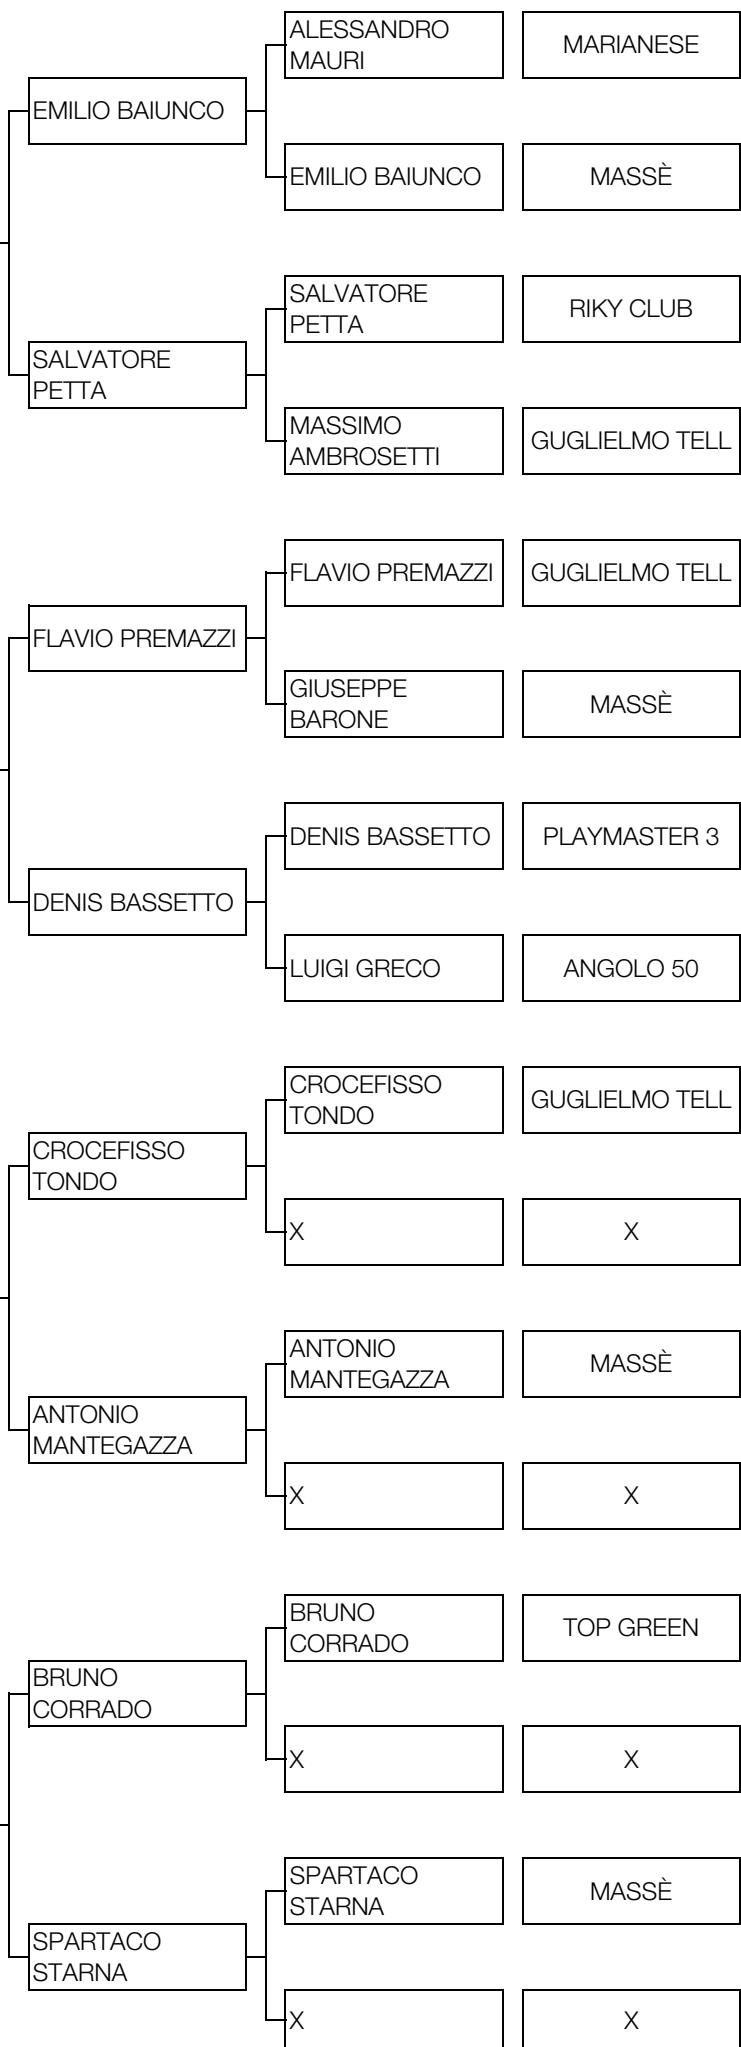 ALESSANDRO
MAURI
MARIANESE
EMILIO BAIUNCO
EMILIO BAIUNCO
MASSÈ
SALVATORE
PETTA
RIKY CLUB
SALVATORE
PETTA
MASSIMO
AMBROSETTI
GUGLIELMO TELL
FLAVIO PREMAZZI
GUGLIELMO TELL
FLAVIO PREMAZZI
GIUSEPPE
BARONE
MASSÈ
DENIS BASSETTO
PLAYMASTER 3
DENIS BASSETTO
LUIGI GRECO
ANGOLO 50
CROCEFISSO
TONDO
GUGLIELMO TELL
CROCEFISSO
TONDO
X
X
ANTONIO
MANTEGAZZA
MASSÈ
ANTONIO
MANTEGAZZA
X
X
BRUNO
CORRADO
TOP GREEN
BRUNO
CORRADO
X
X
SPARTACO
STARNA
MASSÈ
SPARTACO
STARNA
X
X